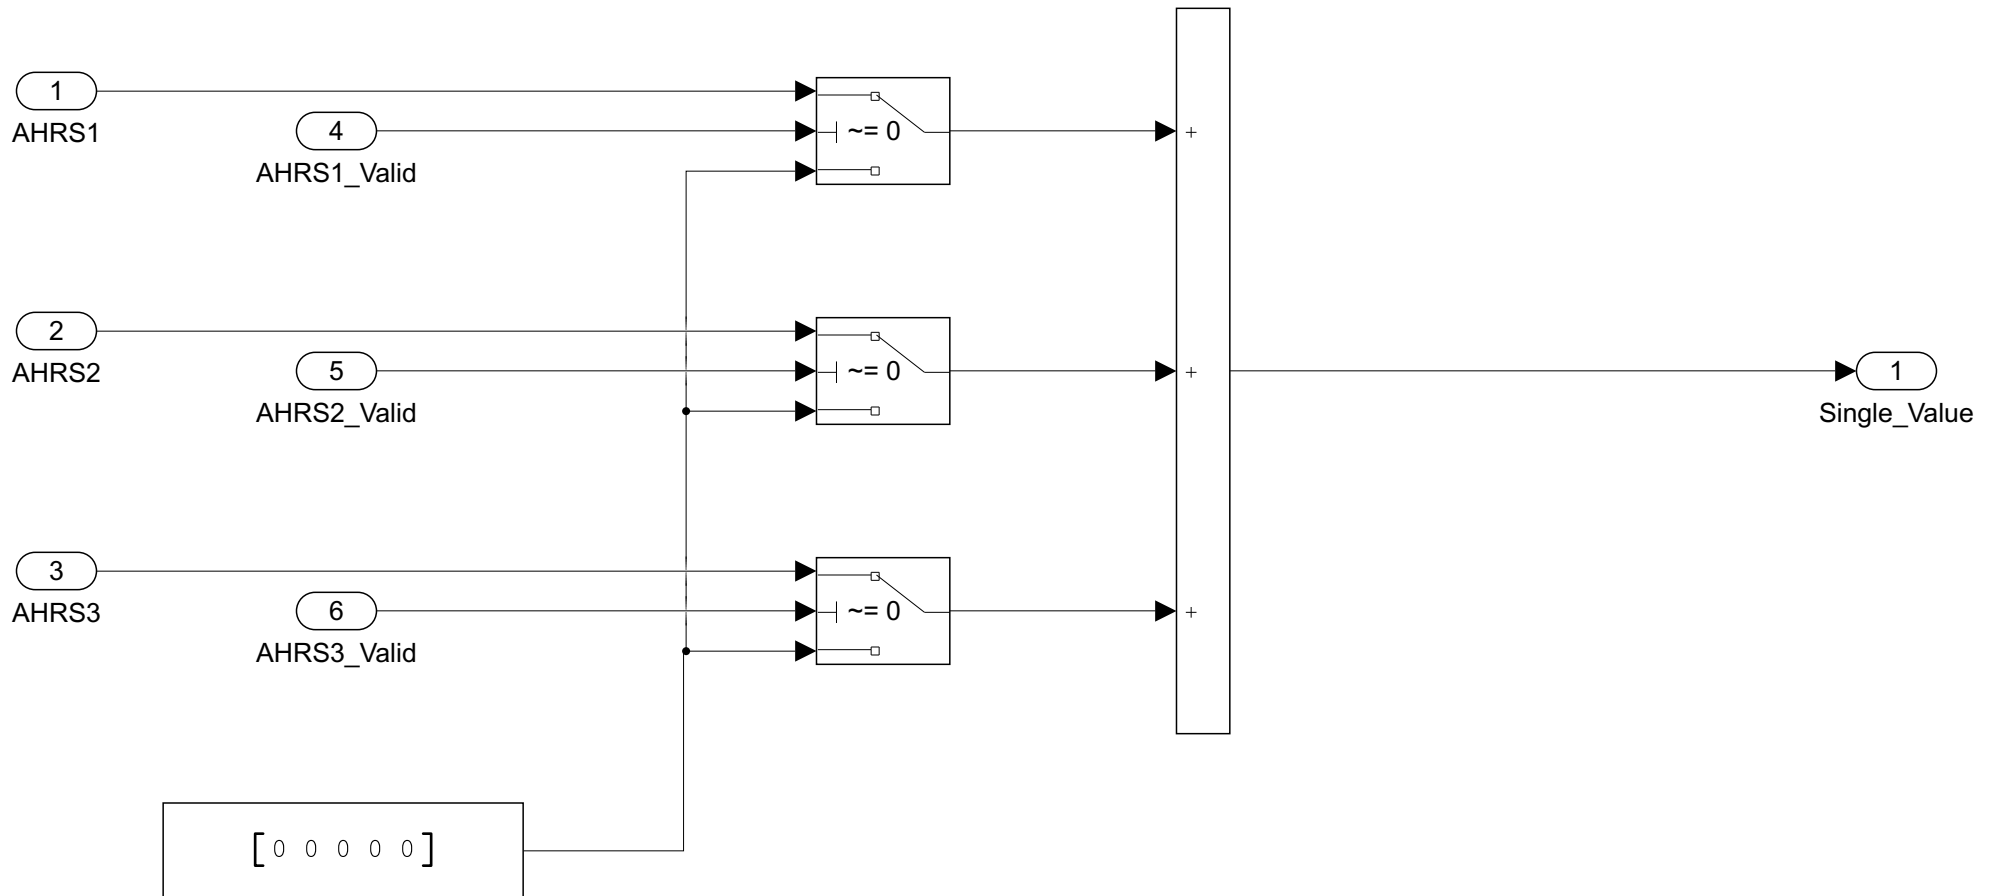 1
AHRS1
4
AHRS1_Valid
~= 0
+
2
AHRS2
5
AHRS2_Valid
~= 0
+
1
Single_Value
3
AHRS3
6
AHRS3_Valid
~= 0
+
[0 0 0 0 0]